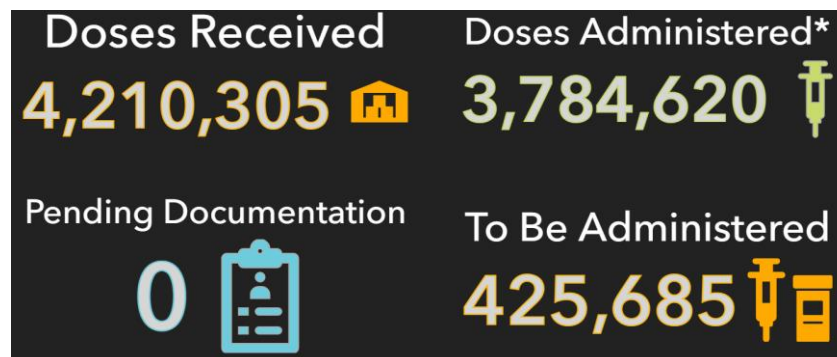 Doses Received
4,210,305
Doses Administered*
3,784,620
Pending Documentation
0
To Be Administered
425,685